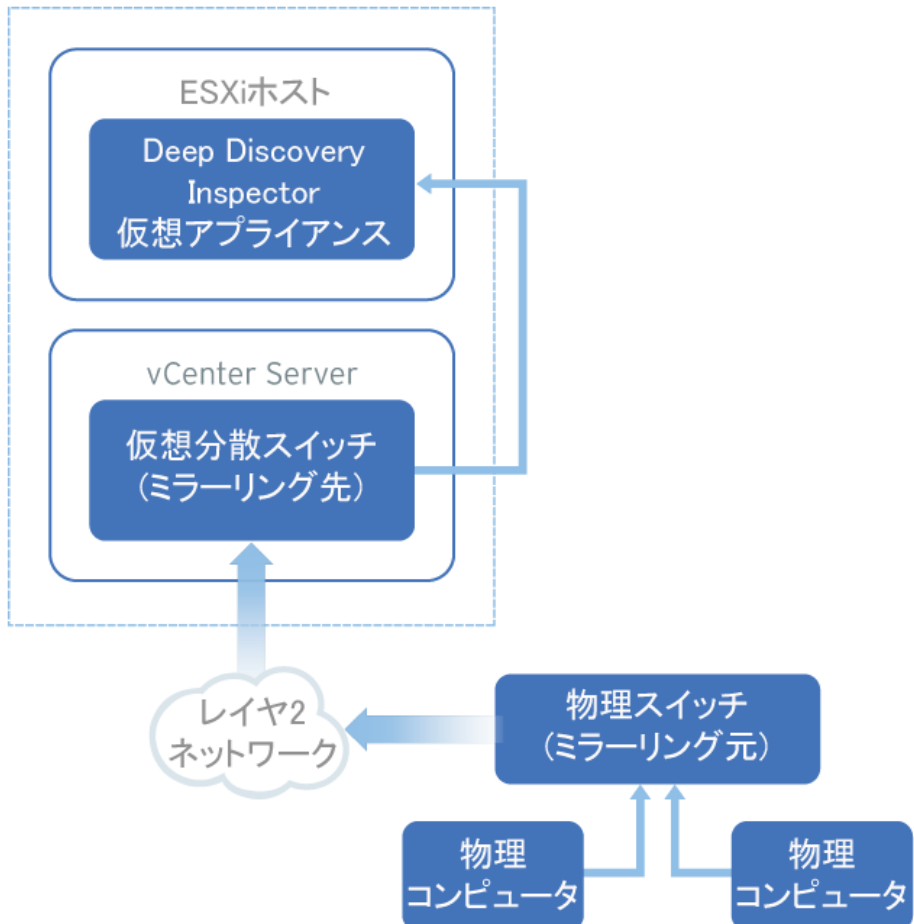 ESXiホスト
Deep Discovery
Inspector
仮想アプライアンス
vCenter Server
仮想分散スイッチ
(ミラーリング先)
レイヤ2
ネットワーク
物理スイッチ
(ミラーリング元)
物理
コンピュータ
物理
コンピュータ